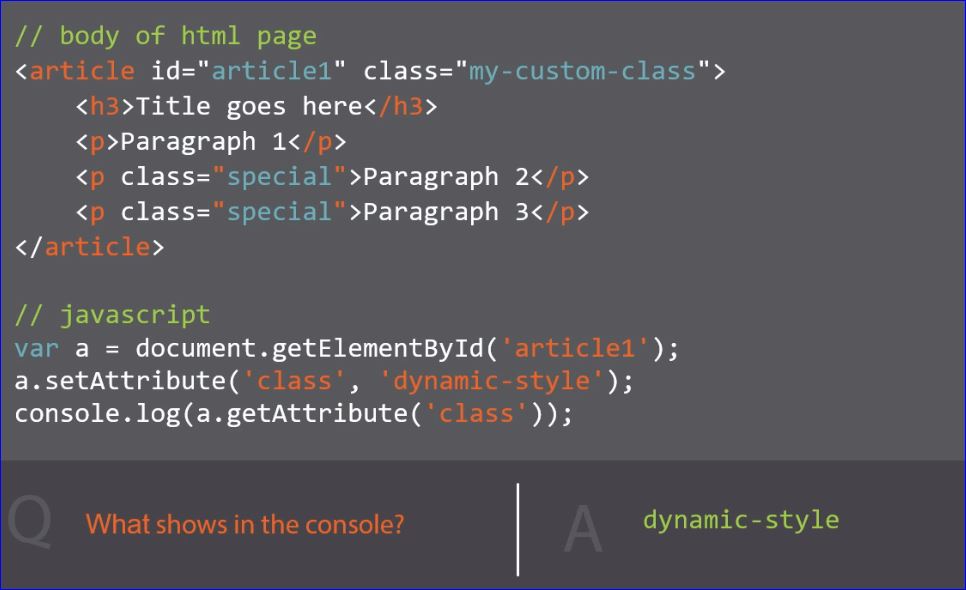 // body of html page
<article id="article1" class="my-custom-class">
    <h3>Title goes here</h3>
    <p>Paragraph 1</p>
    <p class="special">Paragraph 2</p>
    <p class="special">Paragraph 3</p>
</article>

// javascript
var a = document.getElementById('article1');
a.setAttribute('class', 'dynamic-style');
console.log(a.getAttribute('class'));

Q What shows in the console?
A dynamic-style